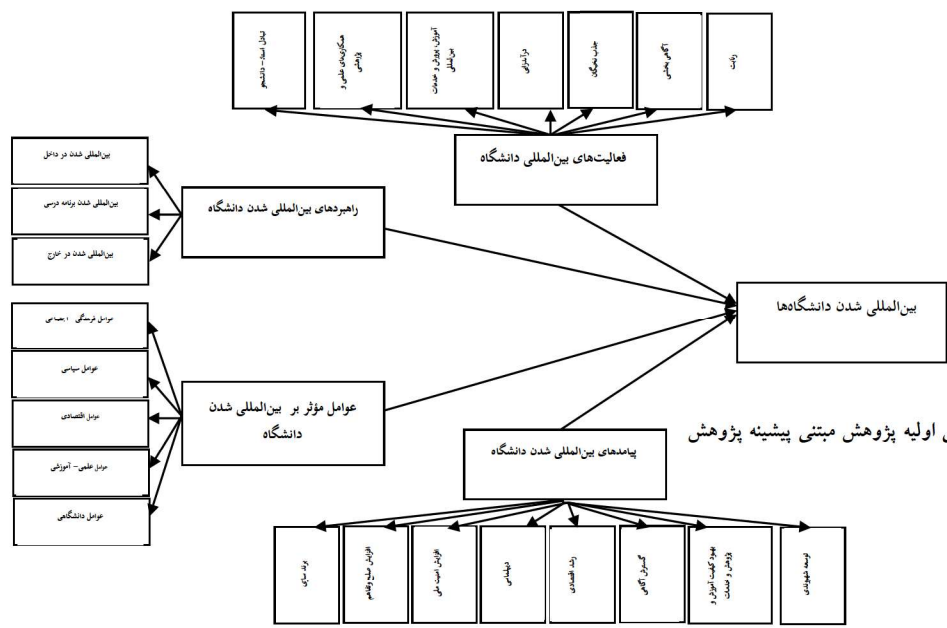 رقابت
آگاهی بخشی
جذب نخبگان
درآمدزایی
آموزش، پرورش و خدمات
بین‌المللی
همکاری‌های علمی و
پژوهشی
تبادل استاد – دانشجو
فعالیت‌های بین‌المللی دانشگاه
راهبردهای بین‌المللی شدن دانشگاه
بین‌المللی شدن در داخل
بین‌المللی شدن برنامه درسی
بین‌المللی شدن در خارج
بین‌المللی شدن دانشگاه‌ها
عوامل مؤثر بر بین‌المللی شدن
دانشگاه
عوامل فرهنگی
عوامل سیاسی
عوامل اقتصادی
عوامل علمی – آموزشی
عوامل دانشگاهی
اولیه پژوهش مبتنی پیشینه پژوهش
پیامدهای بین‌المللی شدن دانشگاه
توسعه شهروندی
بهبود کیفیت آموزش و
پژوهش و خدمات
گسترش آگاهی
رشد اقتصادی
دیپلماسی
افزایش امنیت ملی
افزایش صلح و تفاهم
برند سازی